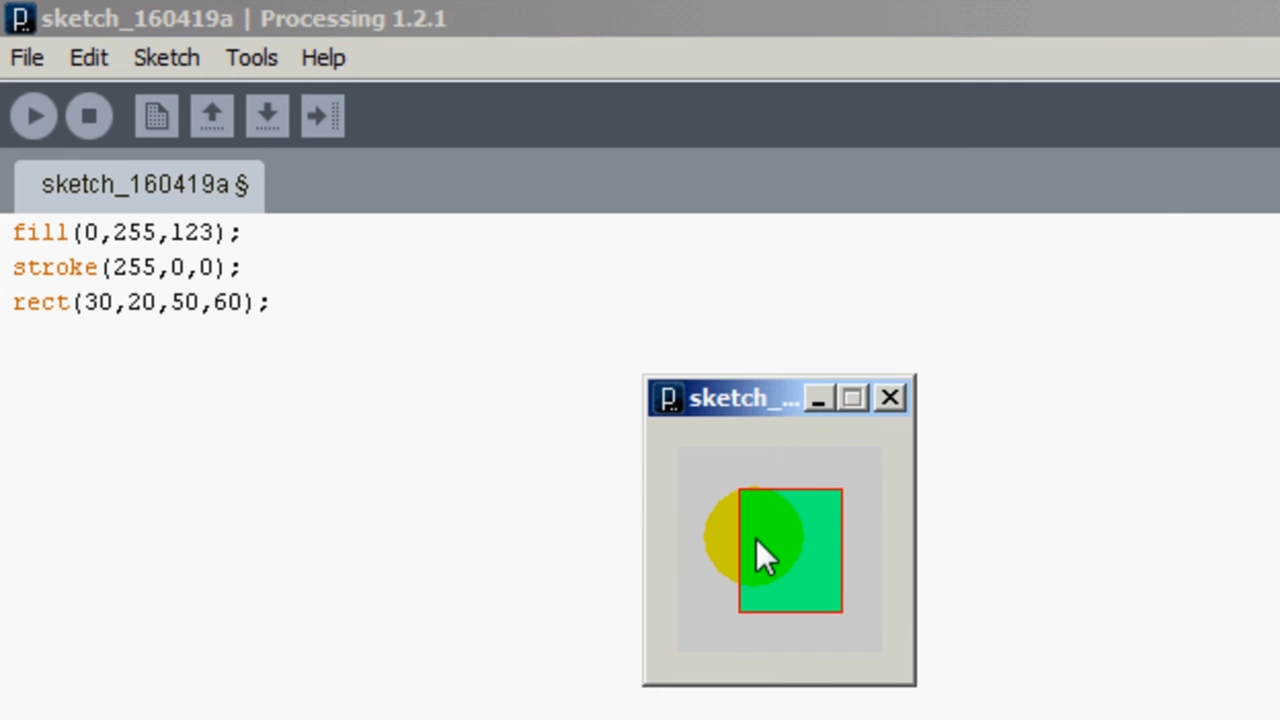 sketch_160419a | Processing 1.2.1
File Edit Sketch Tools Help
sketch_160419a §
fill(0,255,123);
stroke(255,0,0);
rect(30,20,50,60);
sketch_...